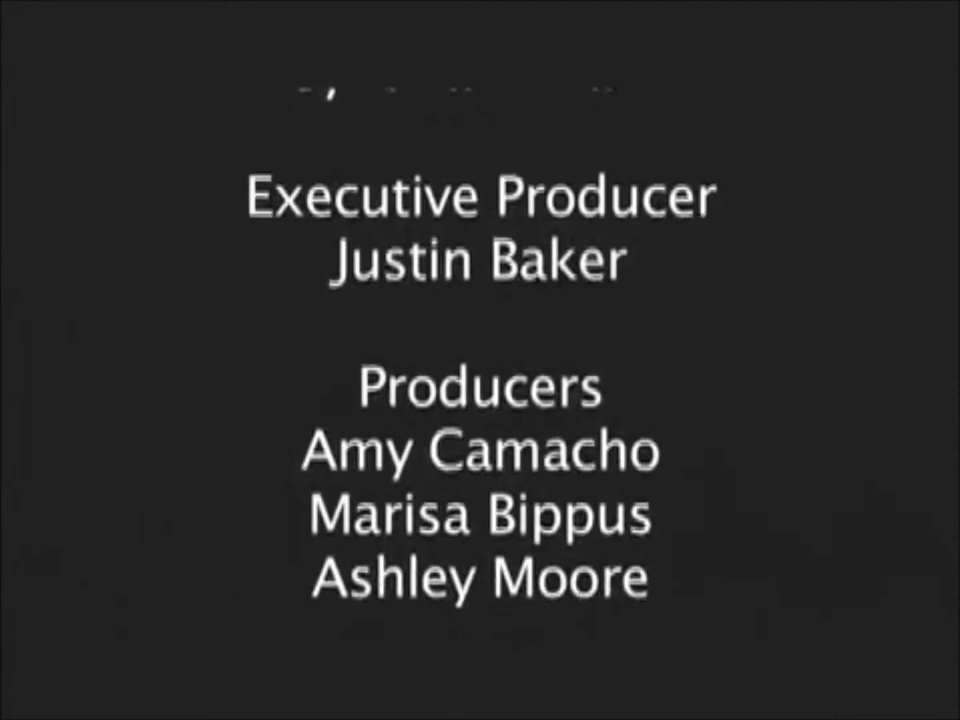 Executive Producer
Justin Baker
Producers
Amy Camacho
Marisa Bippus
Ashley Moore